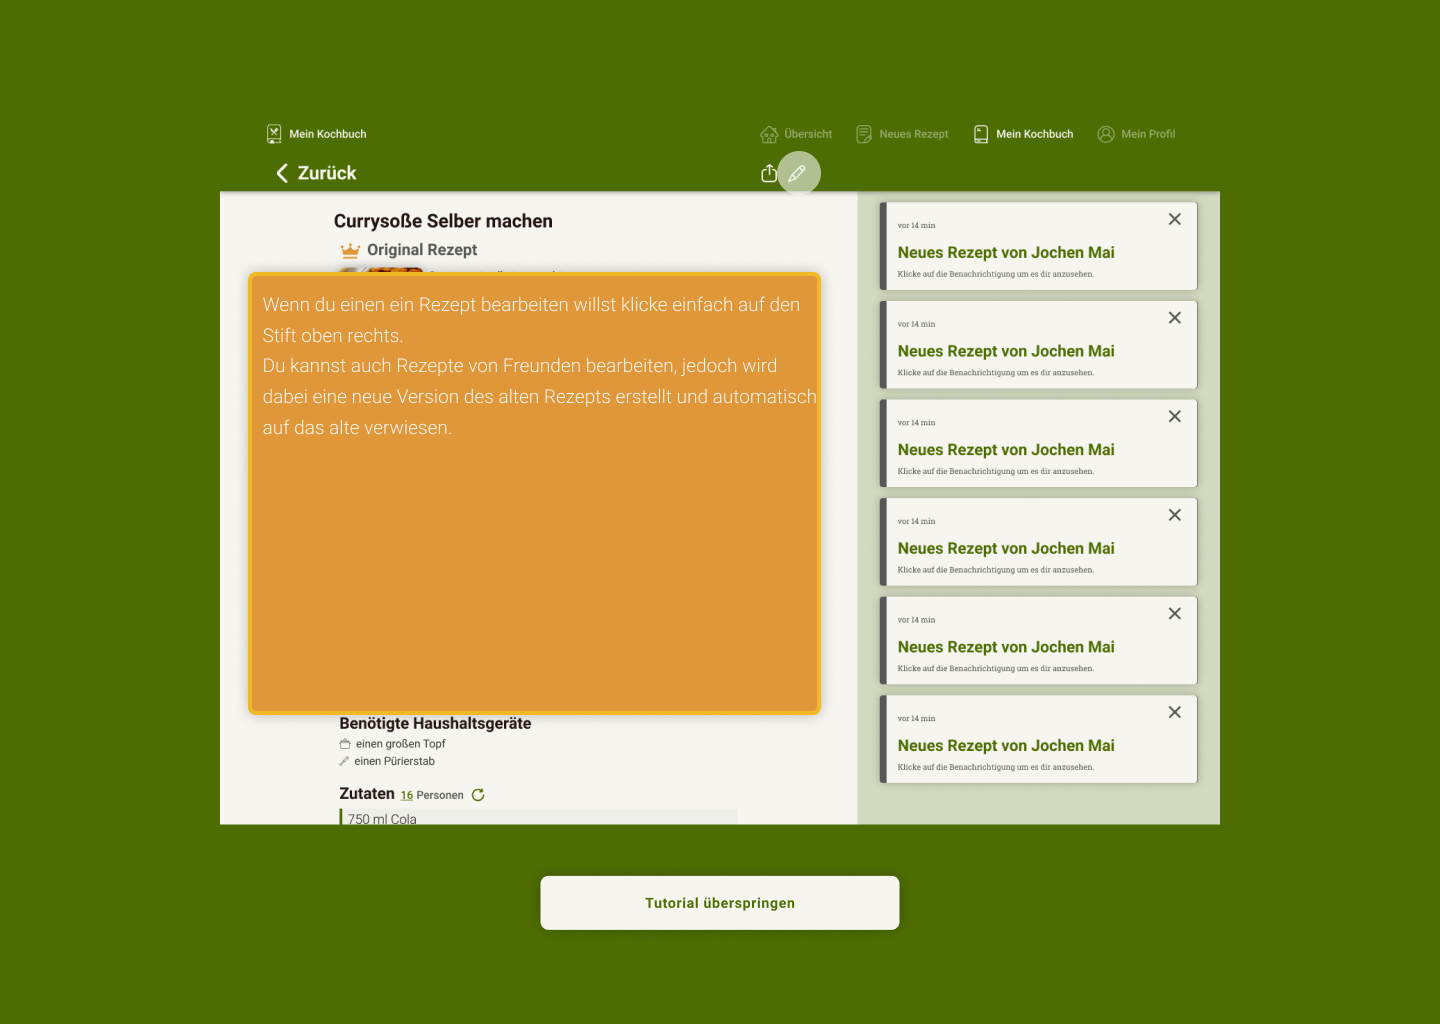 Mein Kochbuch
Übersicht
Neues Rezept
Mein Kochbuch
Mein Profil
Zurück
Currysoße Selber machen
Original Rezept
Wenn du einen ein Rezept bearbeiten willst klicke einfach auf den
Stift oben rechts.
Du kannst auch Rezepte von Freunden bearbeiten, jedoch wird
dabei eine neue Version des alten Rezepts erstellt und automatisch
auf das alte verwiesen.
Benötigte Haushaltsgeräte
einen großen Topf
einen Pürierstab
Zutaten 16 Personen
750 ml Cola
vor 14 min
Neues Rezept von Jochen Mai
Klicke auf die Benachrichtigung um es dir anzusehen.
vor 14 min
Neues Rezept von Jochen Mai
Klicke auf die Benachrichtigung um es dir anzusehen.
vor 14 min
Neues Rezept von Jochen Mai
Klicke auf die Benachrichtigung um es dir anzusehen.
vor 14 min
Neues Rezept von Jochen Mai
Klicke auf die Benachrichtigung um es dir anzusehen.
vor 14 min
Neues Rezept von Jochen Mai
Klicke auf die Benachrichtigung um es dir anzusehen.
vor 14 min
Neues Rezept von Jochen Mai
Klicke auf die Benachrichtigung um es dir anzusehen.
Tutorial überspringen